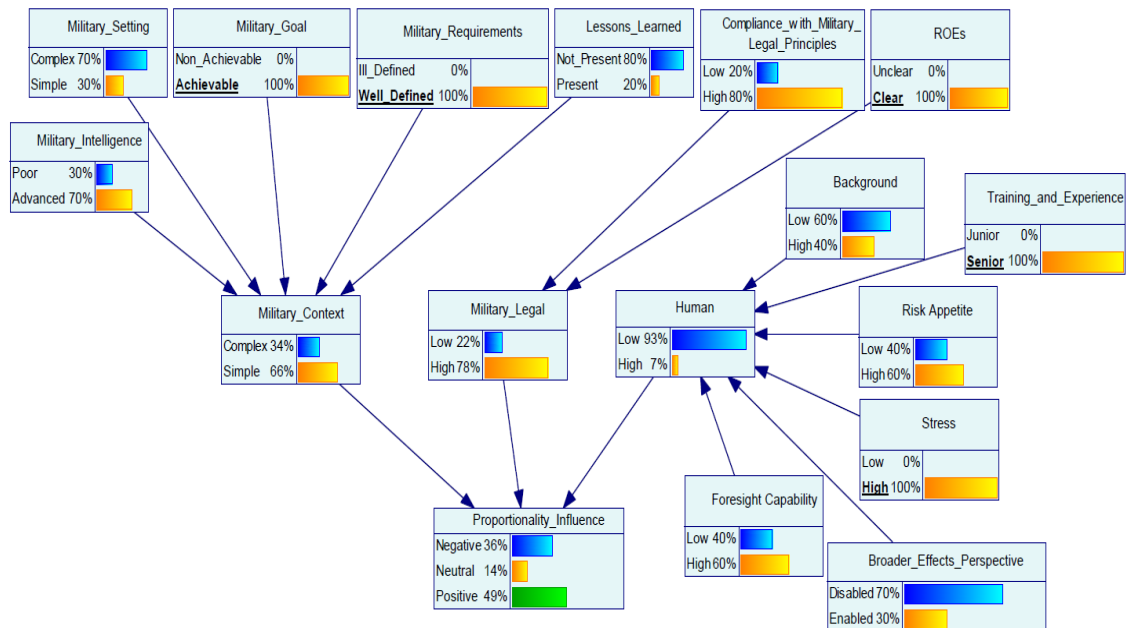 Military_Setting
Complex 70%
Simple 30%
Military_Goal
Non_Achievable 0%
Achievable 100%
Military_Requirements
Ill_Defined 0%
Well_Defined 100%
Lessons_Learned
Not_Present 80%
Present 20%
Compliance_with_Military_
Legal_Principles
Low 20%
High 80%
ROEs
Unclear 0%
Clear 100%
Military_Intelligence
Poor 30%
Advanced 70%
Background
Low 60%
High 40%
Training_and_Experience
Junior 0%
Senior 100%
Military_Context
Complex 34%
Simple 66%
Military_Legal
Low 22%
High 78%
Human
Low 93%
High 7%
Risk Appetite
Low 40%
High 60%
Stress
Low 0%
High 100%
Foresight Capability
Low 40%
High 60%
Proportionality_Influence
Negative 36%
Neutral 14%
Positive 49%
Broader_Effects_Perspective
Disabled 70%
Enabled 30%